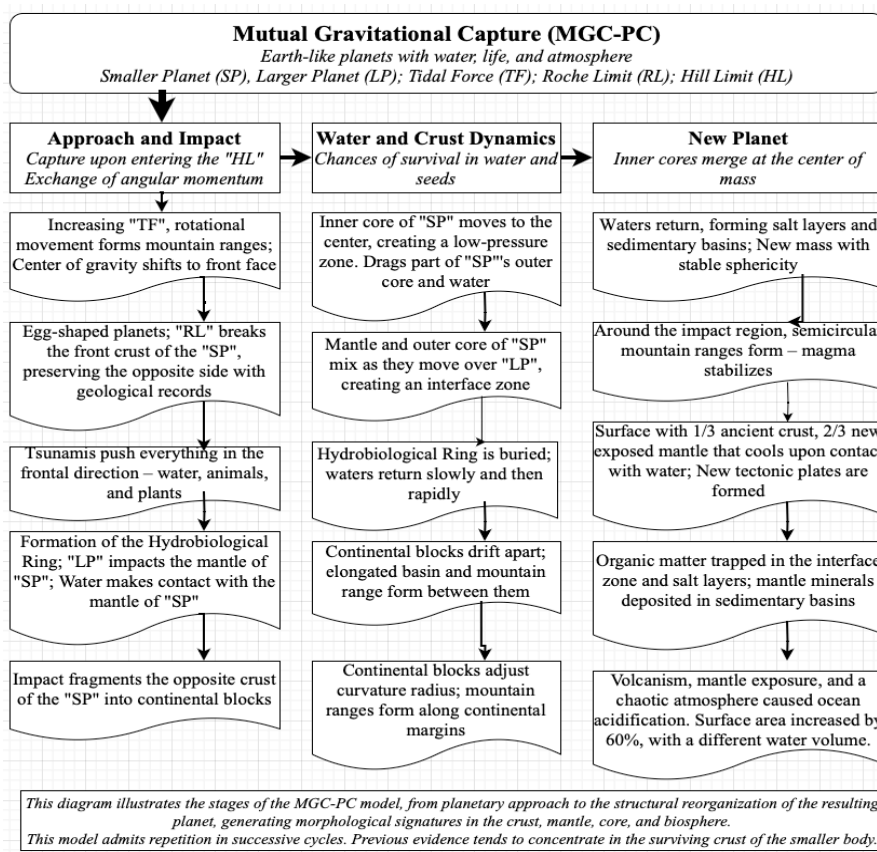 Mutual Gravitational Capture (MGC-PC)
Earth-like planets with water, life, and atmosphere
Smaller Planet (SP), Larger Planet (LP); Tidal Force (TF); Roche Limit (RL); Hill Limit (HL)
Approach and Impact
Capture upon entering the "HL"
Exchange of angular momentum
Increasing "TF", rotational
movement forms mountain ranges;
Center of gravity shifts to front face
Egg-shaped planets; "RL" breaks
the front crust of the "SP",
preserving the opposite side with
geological records
Tsunamis push everything in the
frontal direction – water, animals,
and plants
Formation of the Hydrobiological
Ring; "LP" impacts the mantle of
"SP"; Water makes contact with the
mantle of "SP"
Impact fragments the opposite crust
of the "SP" into continental blocks
Water and Crust Dynamics
Chances of survival in water and
seeds
Inner core of "SP" moves to the
center, creating a low-pressure
zone. Drags part of "SP"'s outer
core and water
Mantle and outer core of "SP"
mix as they move over "LP",
creating an interface zone
Hydrobiological Ring is buried;
waters return slowly and then
rapidly
Continental blocks drift apart;
elongated basin and mountain
range form between them
Continental blocks adjust
curvature radius; mountain
ranges form along continental
margins
New Planet
Inner cores merge at the center of
mass
Waters return, forming salt layers and
sedimentary basins; New mass with
stable sphericity
Around the impact region, semicircular
mountain ranges form – magma
stabilizes
Surface with 1/3 ancient crust, 2/3 new
exposed mantle that cools upon contact
with water; New tectonic plates are
formed
Organic matter trapped in the interface
zone and salt layers; mantle minerals
deposited in sedimentary basins
Volcanism, mantle exposure, and a
chaotic atmosphere caused ocean
acidification. Surface area increased by
60%, with a different water volume.
This diagram illustrates the stages of the MGC-PC model, from planetary approach to the structural reorganization of the resulting
planet, generating morphological signatures in the crust, mantle, core, and biosphere.
This model admits repetition in successive cycles. Previous evidence tends to concentrate in the surviving crust of the smaller body.